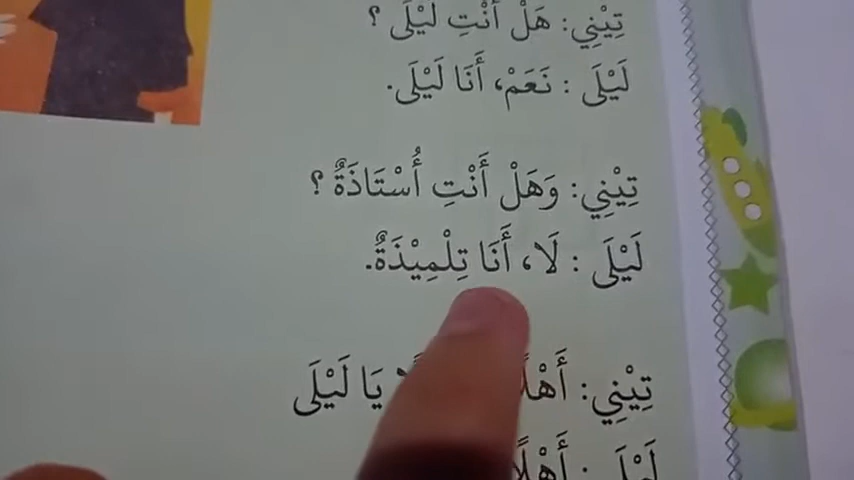 تِيْنِي: هَلْ أَنْتِ لَيْلَى ؟
لَيْلَى : نَعَمْ، أَنَا لَيْلَى.
تِيْنِي: وَهَلْ أَنْتِ أُسْتَاذَةٌ ؟
لَيْلَى : لَا، أَنَا تِلْمِيْذَةٌ.
تِيْنِي: أَهْلًا يَا لَيْلَى
لَيْلَى : أَهْلًا